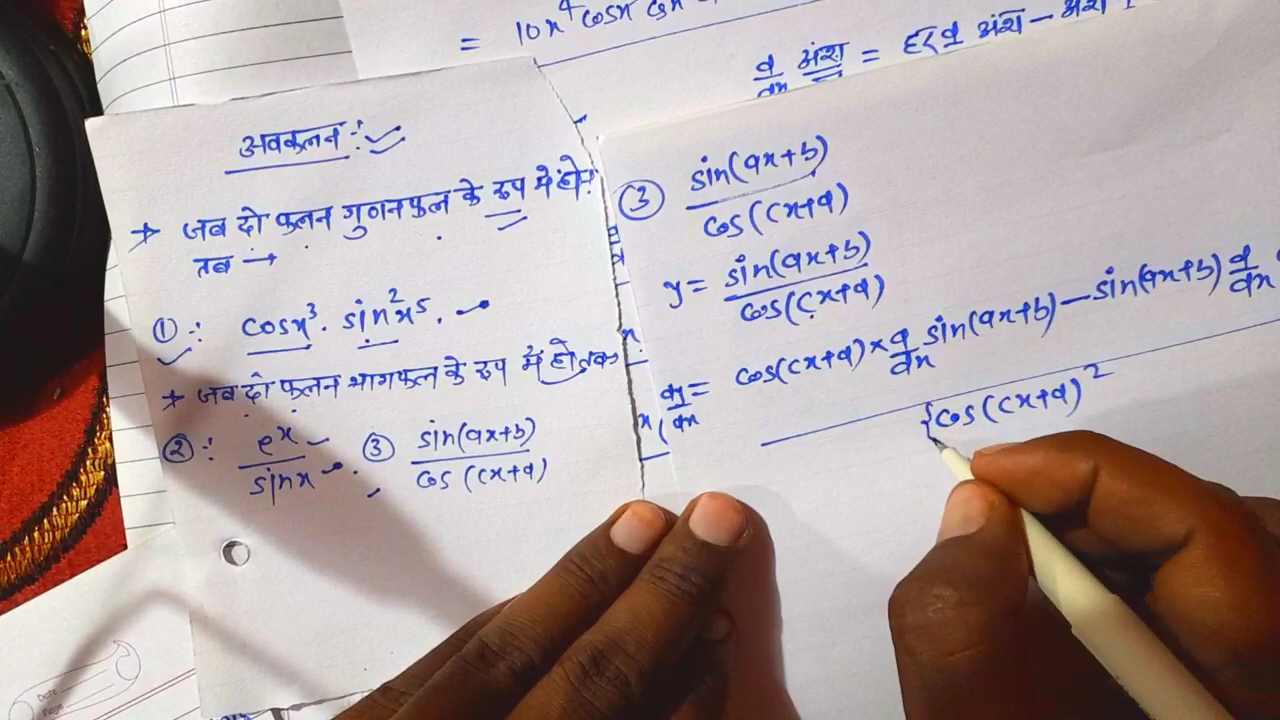 = 10x⁴ cosx
d/dx अंश = हर d/dx अंश - अंश
अवकलन :-
→ जब दो फलन गुणनफल के रूप में हो
तब →
① : cosx³ . sin²x⁵ .
→ जब दो फलन भागफल के रूप में हो तब
② : eˣ / sinx . ③ sin(ax+b) / cos(cx+d)
③ sin(ax+b) / cos(cx+d)
y = sin(ax+b) / cos(cx+d)
dy/dx = cos(cx+d) × d/dx sin(ax+b) - sin(ax+b) d/dx
{cos(cx+d)²
Date
Page